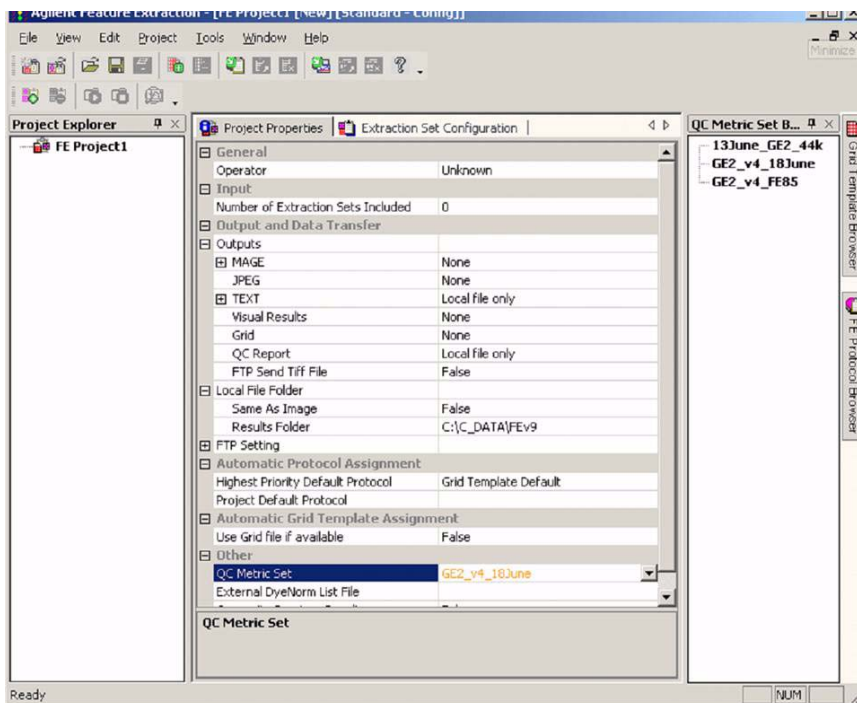 Agilent Feature Extraction - [FE Project1 [New] [Standard - Config]]
File View Edit Project Tools Window Help
Minimize
Project Explorer
FE Project1
Project Properties Extraction Set Configuration
General
Operator Unknown
Input
Number of Extraction Sets Included 0
Output and Data Transfer
Outputs
MAGE None
JPEG None
TEXT Local file only
Visual Results None
Grid None
QC Report Local file only
FTP Send Tiff File False
Local File Folder
Same As Image False
Results Folder C:\C_DATA\FEv9
FTP Setting
Automatic Protocol Assignment
Highest Priority Default Protocol Grid Template Default
Project Default Protocol
Automatic Grid Template Assignment
Use Grid file if available False
Other
QC Metric Set GE2_v4_18June
External DyeNorm List File
QC Metric Set
QC Metric Set B...
13June_GE2_44k
GE2_v4_18June
GE2_v4_FE85
Grid Template Browser
FE Protocol Browser
Ready NUM